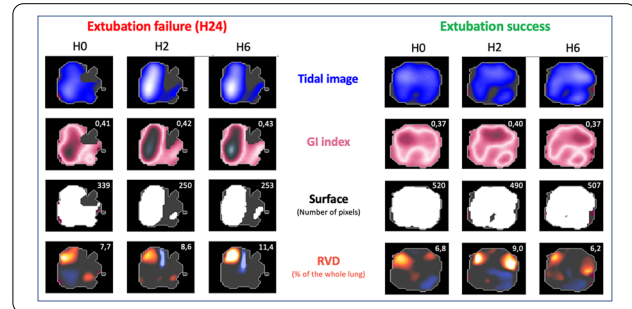 Extubation failure (H24)
Extubation success
H0 H2 H6
H0 H2 H6
Tidal image
0,41 0,42 0,43
GI index
0,37 0,40 0,37
339 250 253
Surface
(Number of pixels)
520 490 507
7,7 8,6 11,4
RVD
(% of the whole lung)
6,8 9,0 6,2